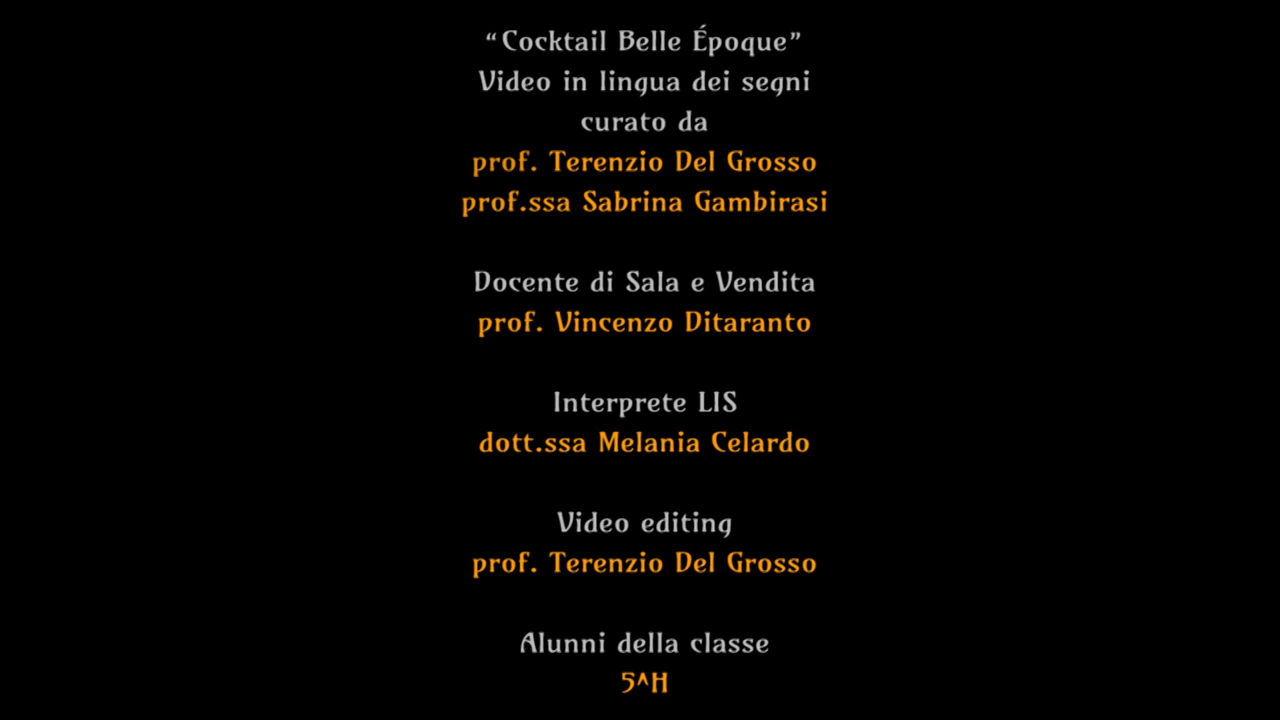 “Cocktail Belle Époque”
Video in lingua dei segni
curato da
prof. Terenzio Del Grosso
prof.ssa Sabrina Gambirasi
Docente di Sala e Vendita
prof. Vincenzo Ditaranto
Interprete LIS
dott.ssa Melania Celardo
Video editing
prof. Terenzio Del Grosso
Alunni della classe
5^H